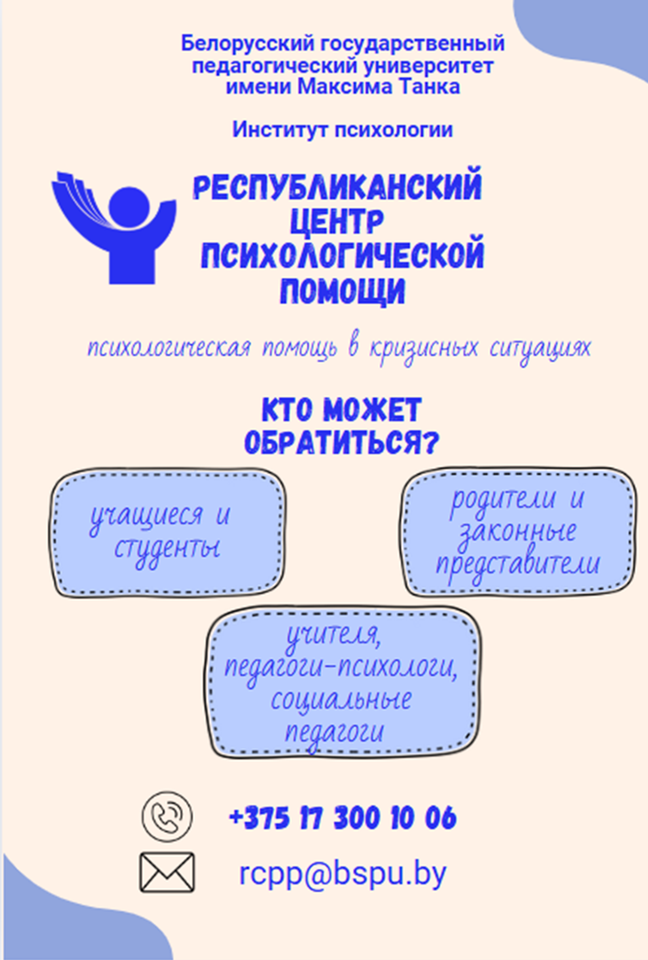 Белорусский государственный
педагогический университет
имени Максима Танка
Институт психологии
РЕСПУБЛИКАНСКИЙ
ЦЕНТР
ПСИХОЛОГИЧЕСКОЙ
ПОМОЩИ
психологическая помощь в кризисных ситуациях
КТО МОЖЕТ
ОБРАТИТЬСЯ?
учащиеся и
студенты
родители и
законные
представители
учителя,
педагоги-психологи,
социальные
педагоги
+375 17 300 10 06
rcpp@bspu.by